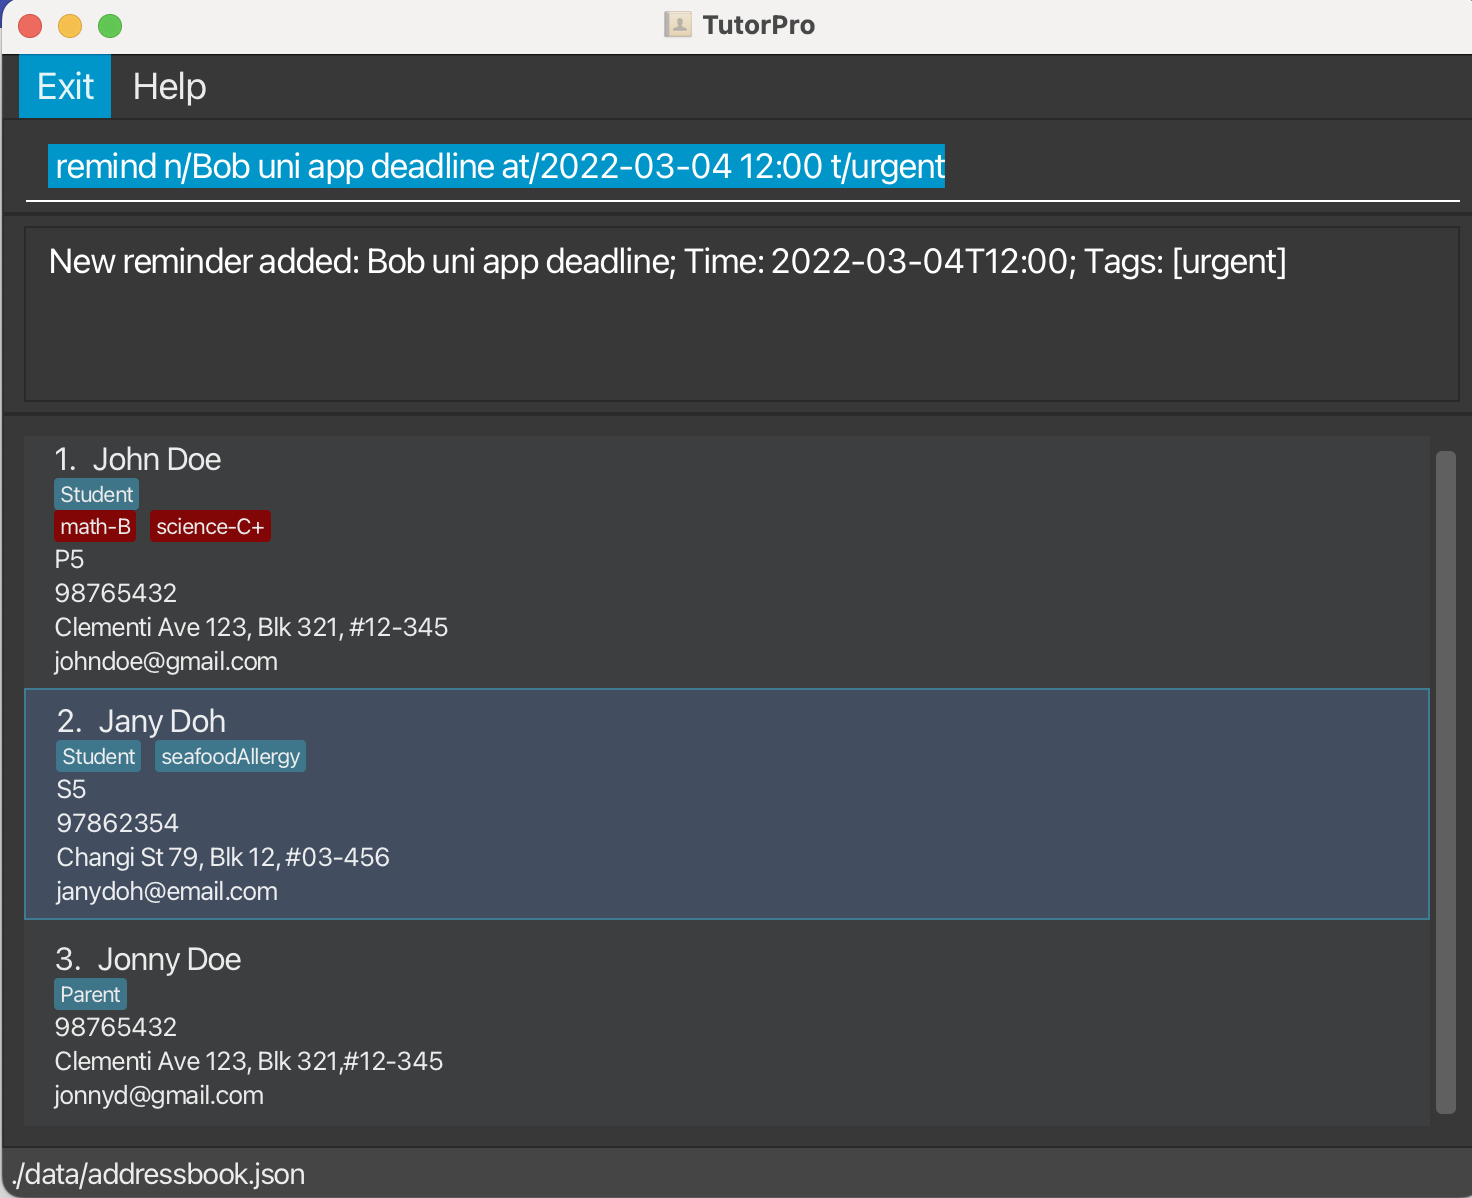 TutorPro
Exit Help
remind n/Bob uni app deadline at/2022-03-04 12:00 t/urgent
New reminder added: Bob uni app deadline; Time: 2022-03-04T12:00; Tags: [urgent]
1. John Doe
Student
math-B science-C+
P5
98765432
Clementi Ave 123, Blk 321, #12-345
johndoe@gmail.com
2. Jany Doh
Student seafoodAllergy
S5
97862354
Changi St 79, Blk 12, #03-456
janydoh@email.com
3. Jonny Doe
Parent
98765432
Clementi Ave 123, Blk 321,#12-345
jonnyd@gmail.com
./data/addressbook.json